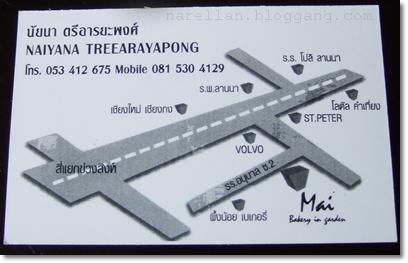 narellan.bloggang.com
นัยนา ตรีอารยะพงศ์
NAIYANA TREEARAYAPONG
โทร. 053 412 675 Mobile 081 530 4129
ร.ร. โปลิ ลานนา
ร.พ.ลานนา
เชียงใหม่ เชียงกง
โลตัส คำเที่ยง
ST.PETER
VOLVO
สี่แยกข่วงสิงห์
รร.อนุบาล ซ.2
พึ่งน้อย เบเกอรี่
Mai
Bakery in garden